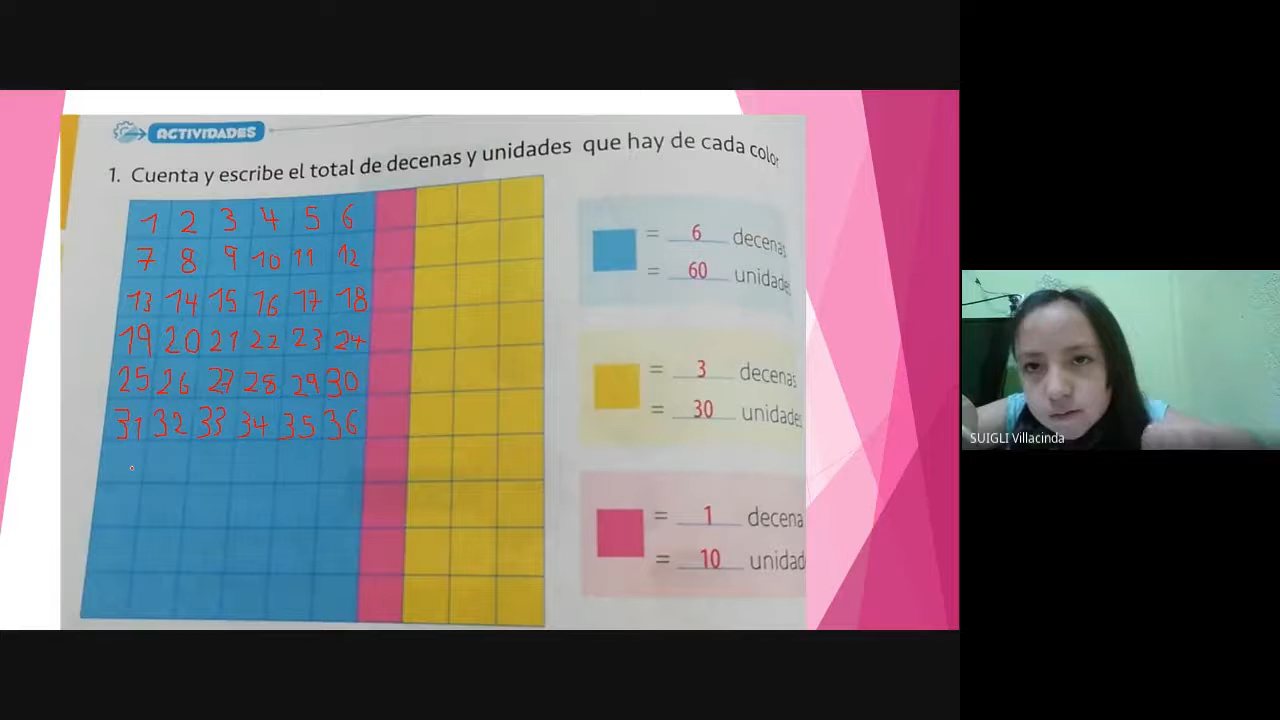 ACTIVIDADES
1. Cuenta y escribe el total de decenas y unidades que hay de cada color
1 2 3 4 5 6
7 8 9 10 11 12
13 14 15 16 17 18
19 20 21 22 23 24
25 26 27 28 29 30
31 32 33 34 35 36
= 6 decenas
= 60 unidades
= 3 decenas
= 30 unidades
= 1 decena
= 10 unidad
SUIGLI Villacinda